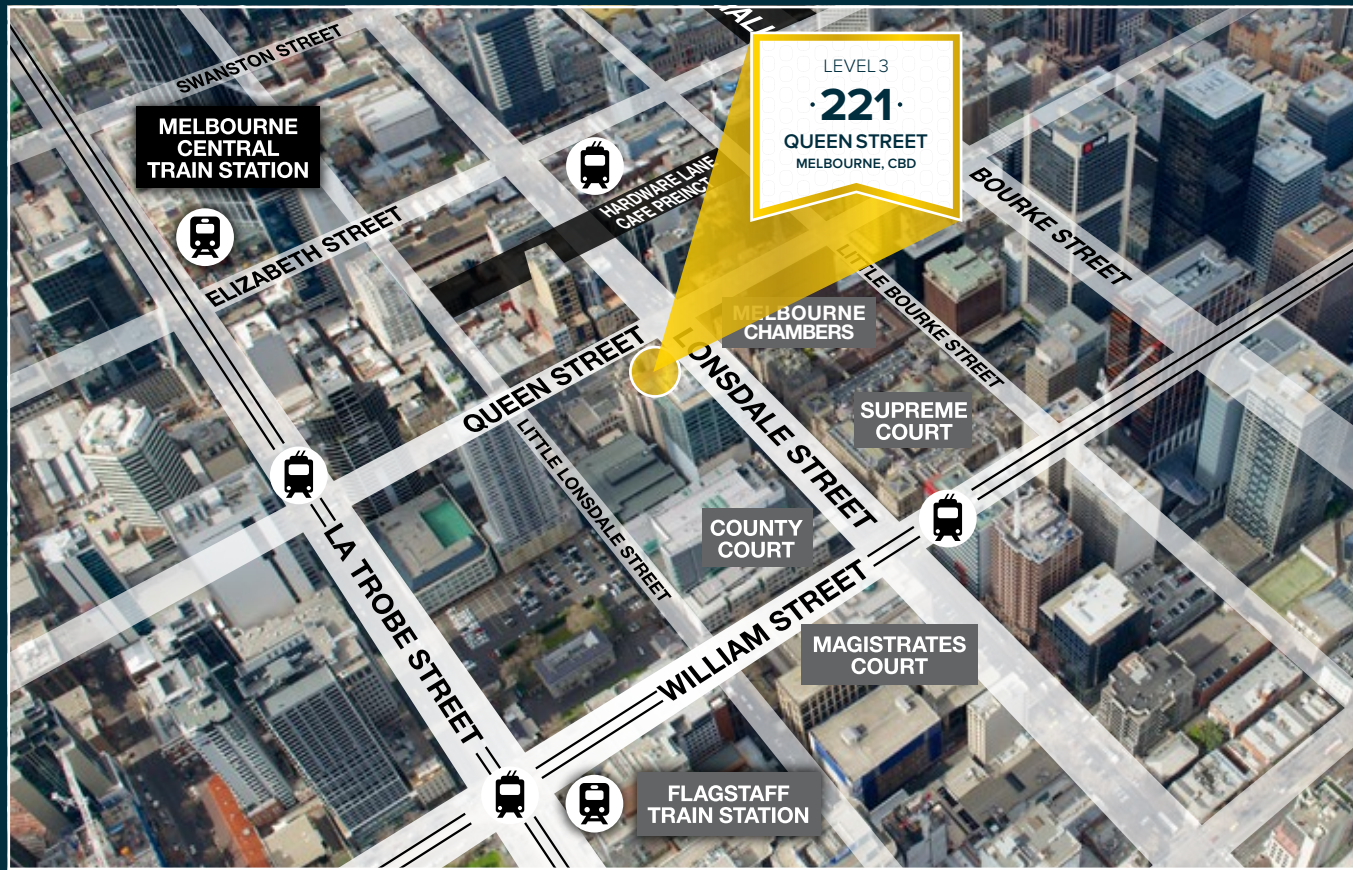 SWANSTON STREET
MELBOURNE
CENTRAL
TRAIN STATION
LEVEL 3
·221·
QUEEN STREET
MELBOURNE, CBD
HARDWARE LANE
CAFE PREINCT
BOURKE STREET
ELIZABETH STREET
LITTLE BOURKE STREET
MELBOURNE
CHAMBERS
QUEEN STREET
LONSDALE STREET
SUPREME
COURT
LITTLE LONSDALE STREET
COUNTY
COURT
LA TROBE STREET
WILLIAM STREET
MAGISTRATES
COURT
FLAGSTAFF
TRAIN STATION